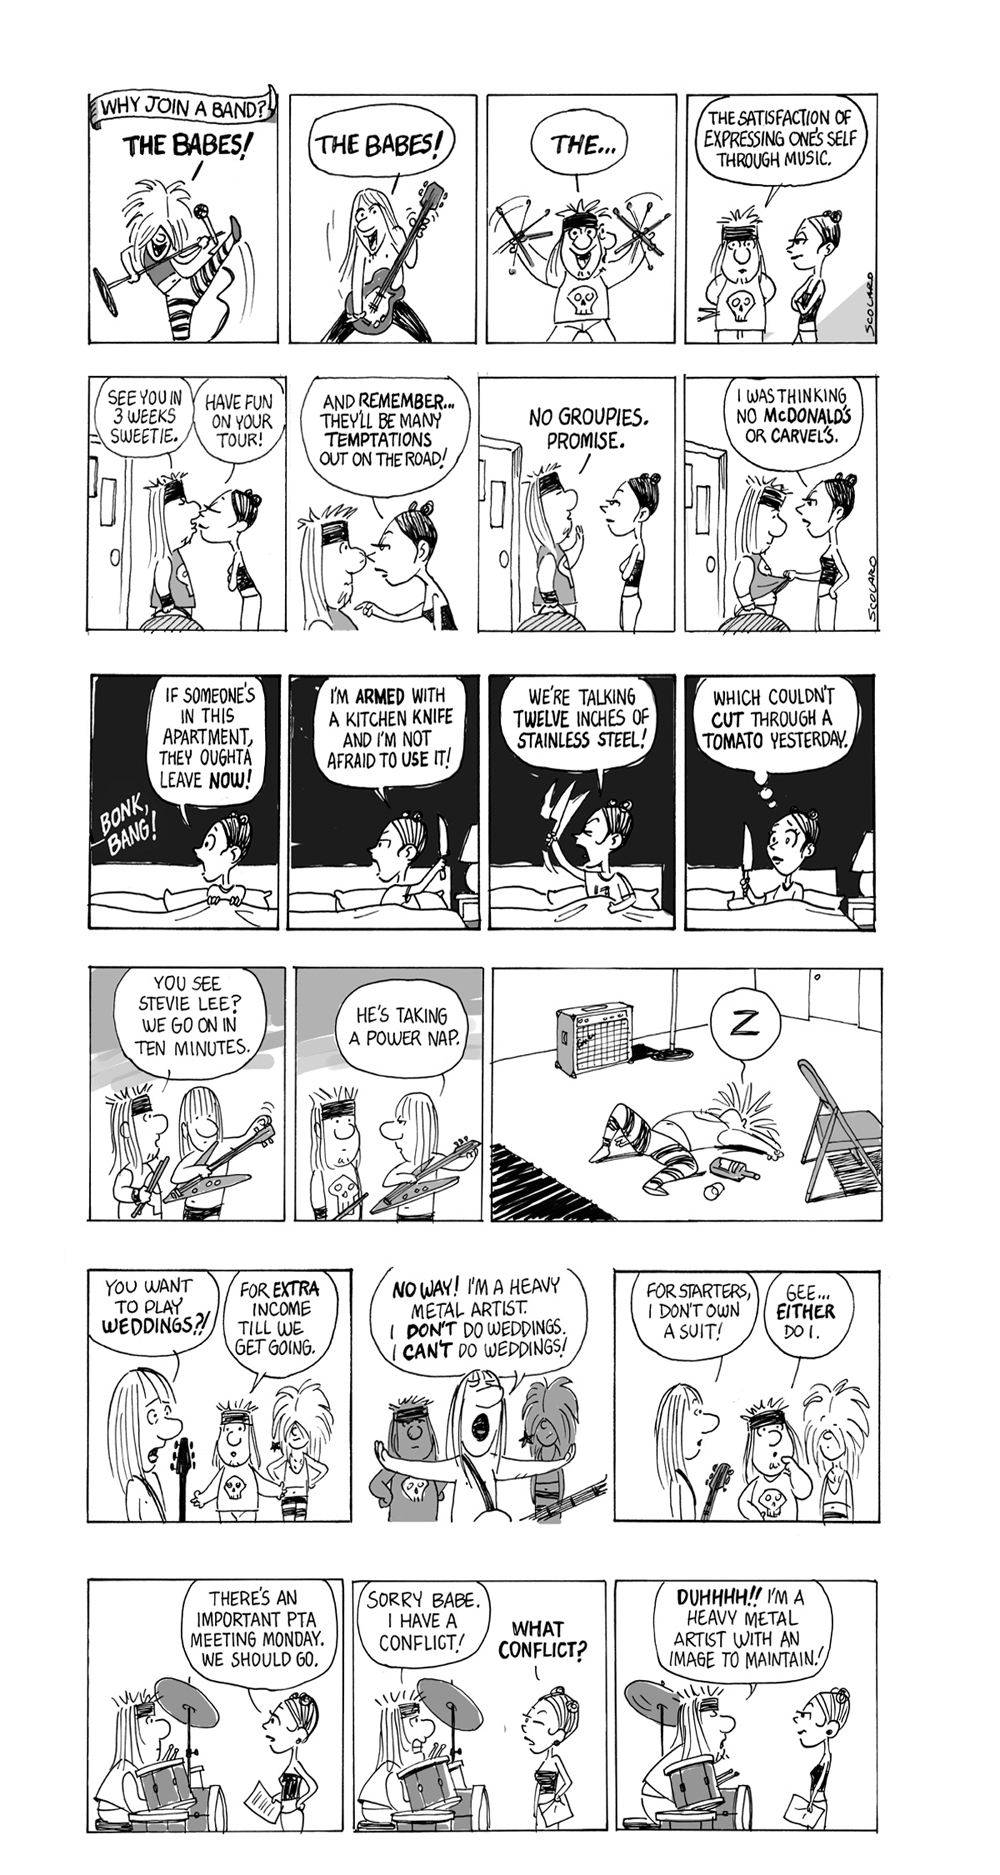 WHY JOIN A BAND?
THE BABES!
THE BABES!
THE...
THE SATISFACTION OF
EXPRESSING ONE'S SELF
THROUGH MUSIC.
SCOLARO
SEE YOU IN
3 WEEKS
SWEETIE.
HAVE FUN
ON YOUR
TOUR!
AND REMEMBER...
THEY'LL BE MANY
TEMPTATIONS
OUT ON THE ROAD!
NO GROUPIES.
PROMISE.
I WAS THINKING
NO McDONALD'S
OR CARVEL'S.
SCOLARO
BONK,
BANG!
IF SOMEONE'S
IN THIS
APARTMENT,
THEY OUGHTA
LEAVE NOW!
I'M ARMED WITH
A KITCHEN KNIFE
AND I'M NOT
AFRAID TO USE IT!
WE'RE TALKING
TWELVE INCHES OF
STAINLESS STEEL!
WHICH COULDN'T
CUT THROUGH A
TOMATO YESTERDAY.
YOU SEE
STEVIE LEE?
WE GO ON IN
TEN MINUTES.
HE'S TAKING
A POWER NAP.
Z
YOU WANT
TO PLAY
WEDDINGS?!
FOR EXTRA
INCOME
TILL WE
GET GOING.
NO WAY! I'M A HEAVY
METAL ARTIST.
I DON'T DO WEDDINGS.
I CAN'T DO WEDDINGS!
FOR STARTERS,
I DON'T OWN
A SUIT!
GEE...
EITHER
DO I.
THERE'S AN
IMPORTANT PTA
MEETING MONDAY.
WE SHOULD GO.
SORRY BABE.
I HAVE A
CONFLICT!
WHAT
CONFLICT?
DUHHHH!! I'M A
HEAVY METAL
ARTIST WITH AN
IMAGE TO MAINTAIN!